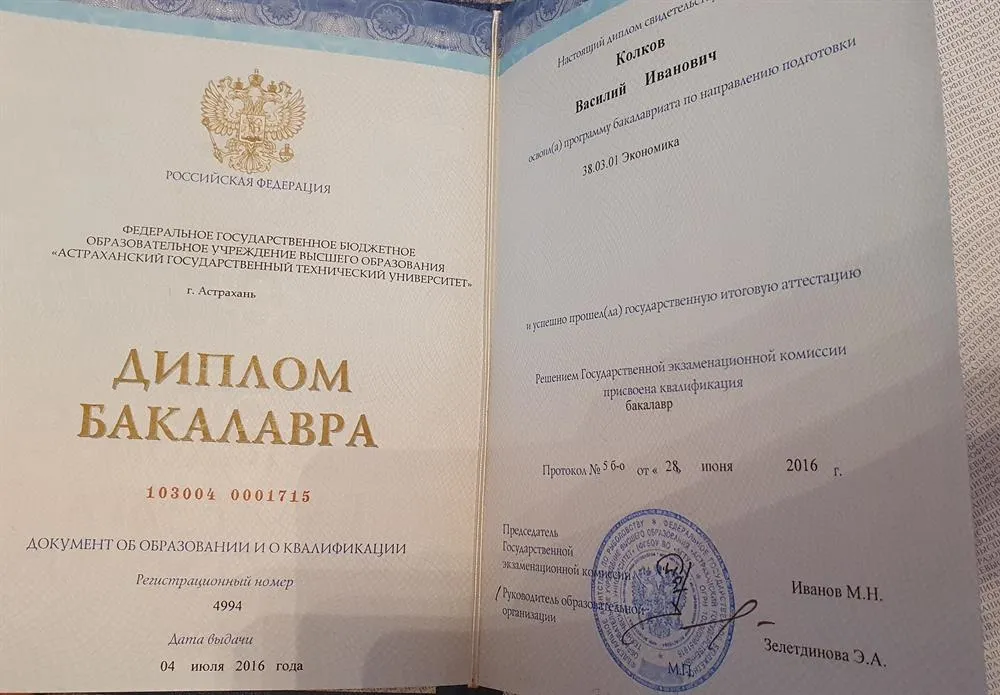 РОССИЙСКАЯ ФЕДЕРАЦИЯ
ФЕДЕРАЛЬНОЕ ГОСУДАРСТВЕННОЕ БЮДЖЕТНОЕ
ОБРАЗОВАТЕЛЬНОЕ УЧРЕЖДЕНИЕ ВЫСШЕГО ОБРАЗОВАНИЯ
«АСТРАХАНСКИЙ ГОСУДАРСТВЕННЫЙ ТЕХНИЧЕСКИЙ УНИВЕРСИТЕТ»
г. Астрахань
ДИПЛОМ
БАКАЛАВРА
103004 0001715
ДОКУМЕНТ ОБ ОБРАЗОВАНИИ И О КВАЛИФИКАЦИИ
Регистрационный номер
4994
Дата выдачи
04 июля 2016 года
Настоящий диплом свидетельст
Колков
Василий Иванович
освоил(а) программу бакалавриата по направлению подготовки
38.03.01 Экономика
и успешно прошел(ла) государственную итоговую аттестацию
Решением Государственной экзаменационной комиссии
присвоена квалификация
бакалавр
Протокол № 5 б-о от « 28, июня 2016 г.
Председатель
Государственной
экзаменационной комиссии
Иванов М.Н.
Руководитель образовательной
организации
Зелетдинова Э.А.
М.П.